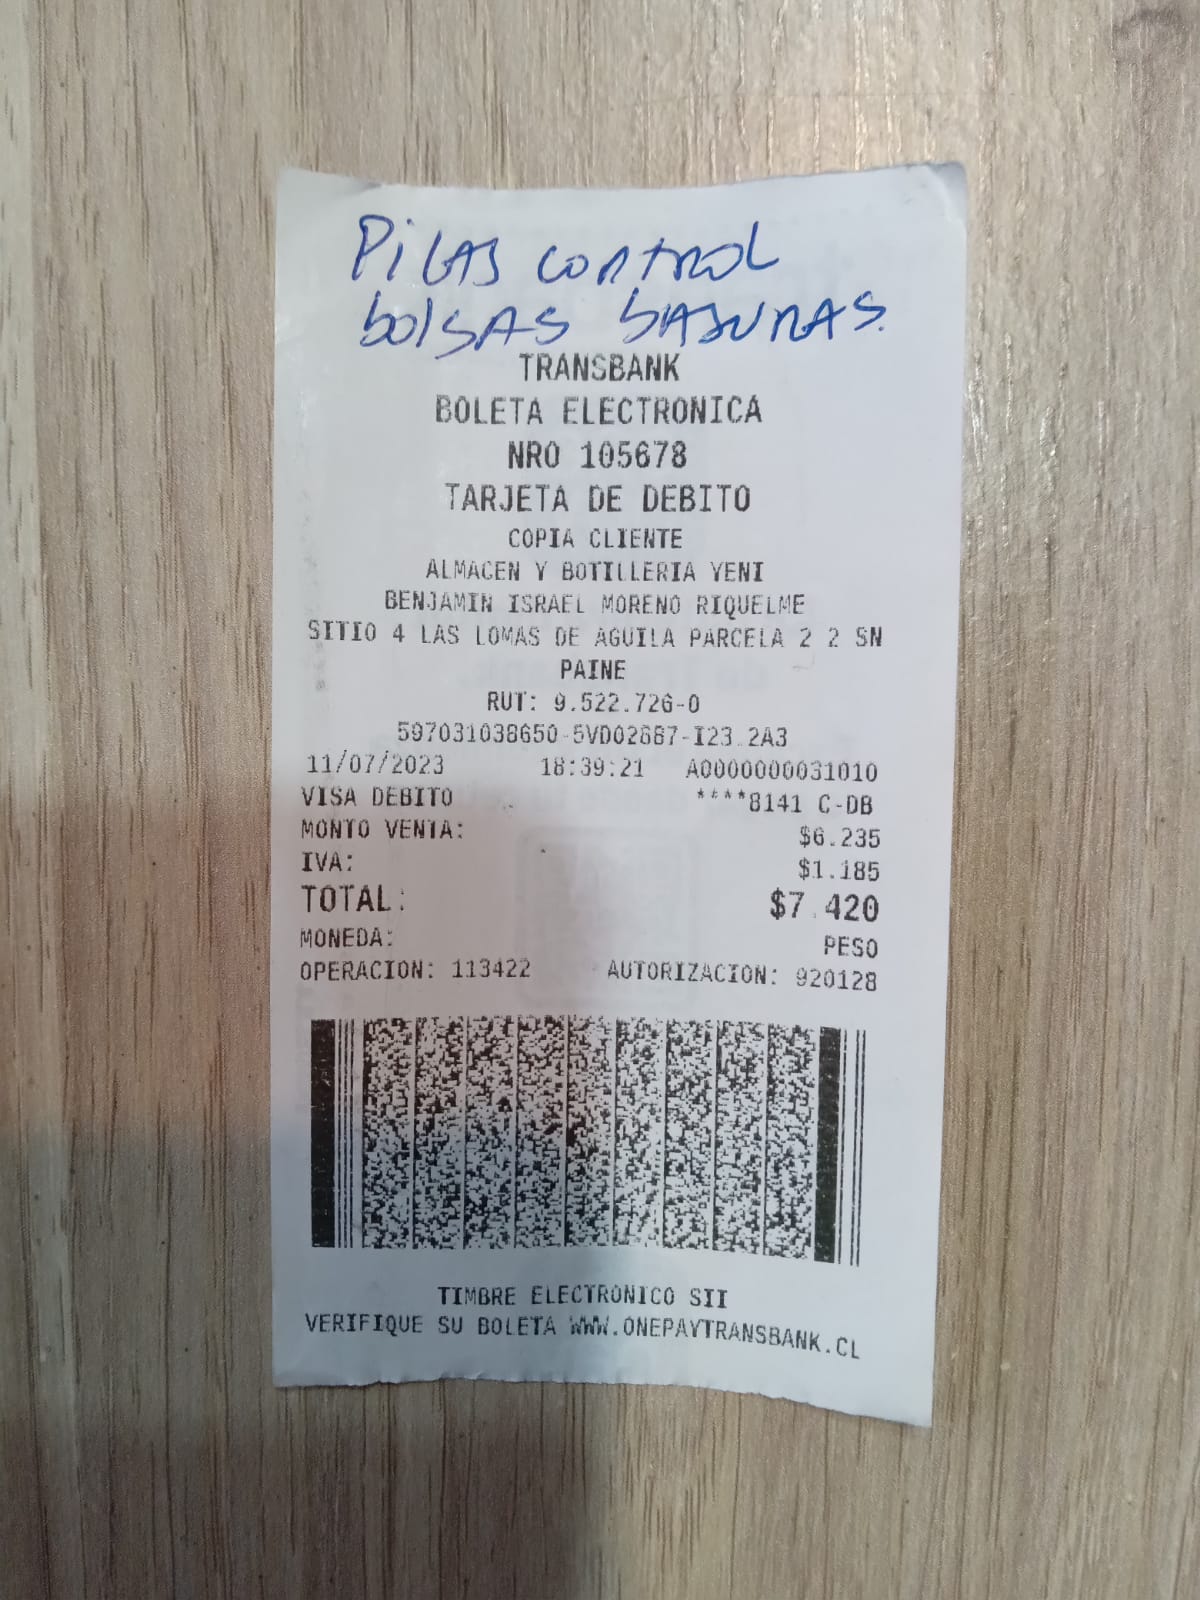 Pilas control
bolsas basuras.
TRANSBANK
BOLETA ELECTRONICA
NRO 105678
TARJETA DE DEBITO
COPIA CLIENTE
ALMACEN Y BOTILLERIA YENI
BENJAMIN ISRAEL MORENO RIQUELME
SITIO 4 LAS LOMAS DE AGUILA PARCELA 2 2 SN
PAINE
RUT: 9.522.726-0
597031038650-5VD02687-I23.2A3
11/07/2023 18:39:21 A0000000031010
VISA DEBITO ****8141 C-DB
MONTO VENTA: $6.235
IVA: $1.185
TOTAL: $7.420
MONEDA: PESO
OPERACION: 113422 AUTORIZACION: 920128
TIMBRE ELECTRONICO SII
VERIFIQUE SU BOLETA WWW.ONEPAYTRANSBANK.CL